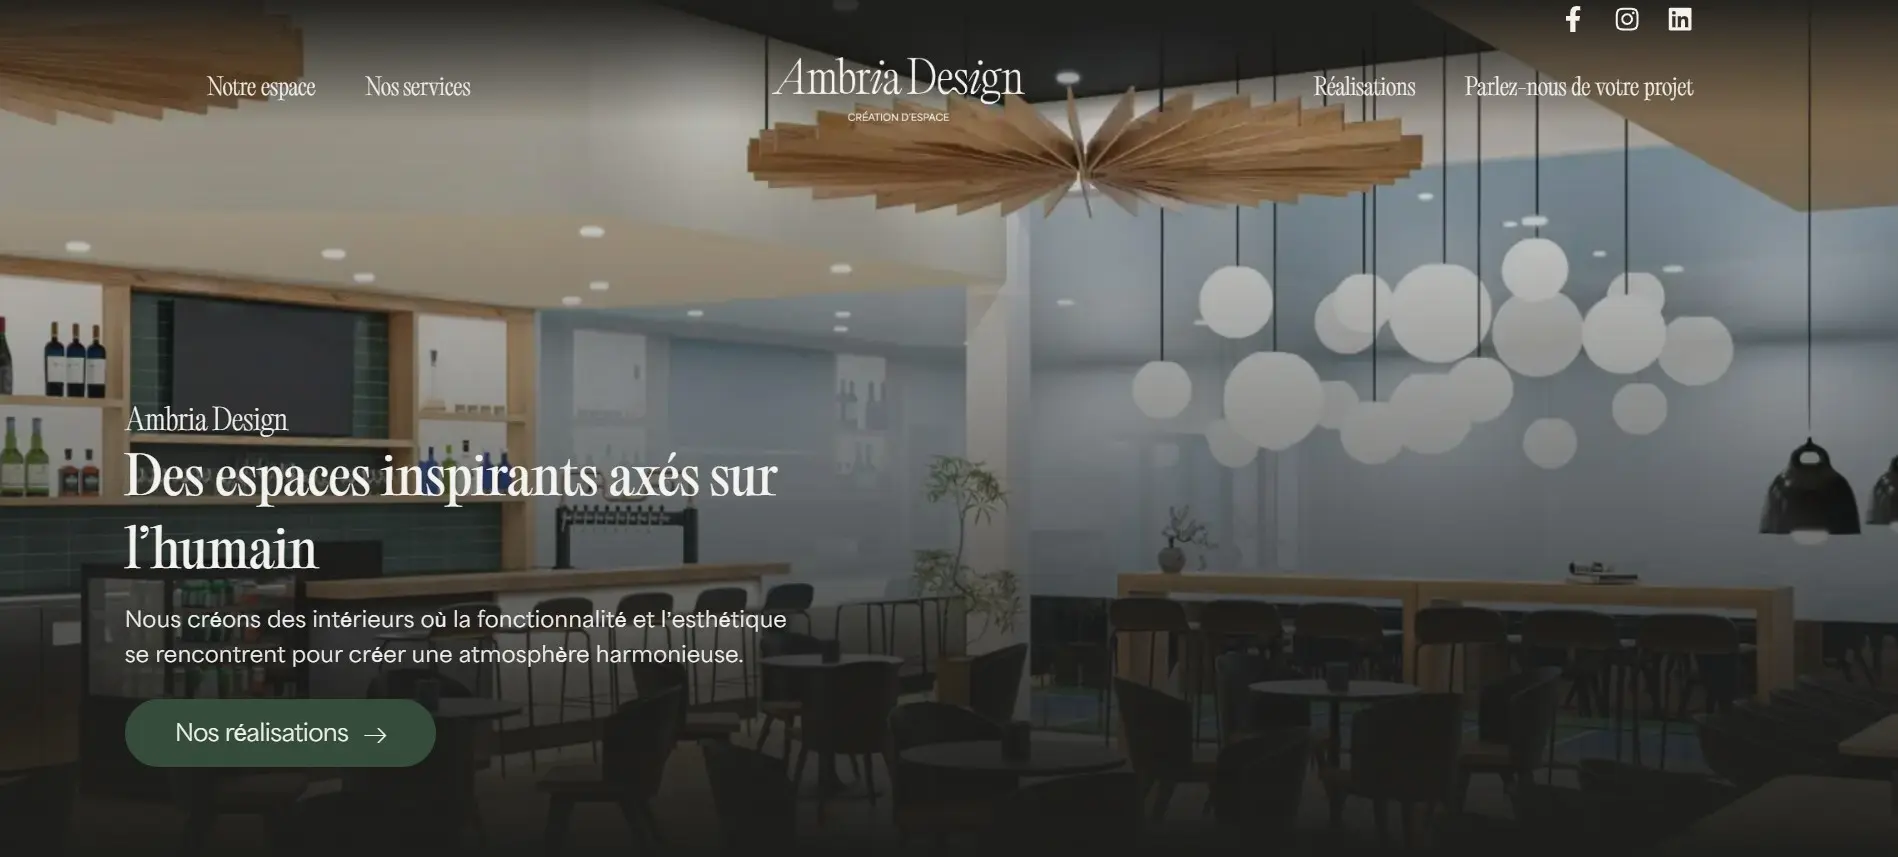 Notre espace
Nos services
Ambria Design
CRÉATION D'ESPACE
Réalisations
Parlez-nous de votre projet
Ambria Design
Des espaces inspirants axés sur
l'humain
Nous créons des intérieurs où la fonctionnalité et l'esthétique
se rencontrent pour créer une atmosphère harmonieuse.
Nos réalisations →